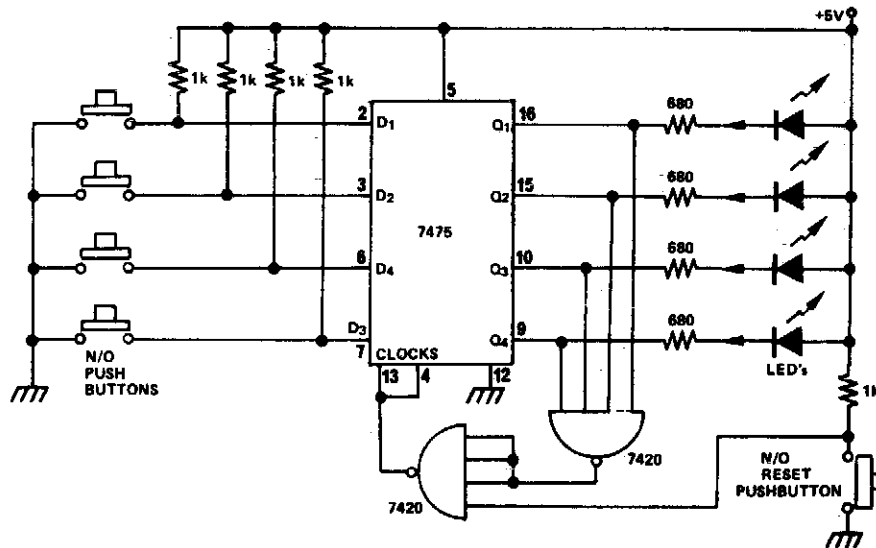 +5V
1k
1k
1k
1k
5
2
D1
3
D2
6
D4
D3
7
7475
CLOCKS
13
4
12
16
Q1
15
Q2
10
Q3
9
Q4
680
680
680
680
LED's
1k
N/O
PUSH
BUTTONS
7420
7420
N/O
RESET
PUSHBUTTON